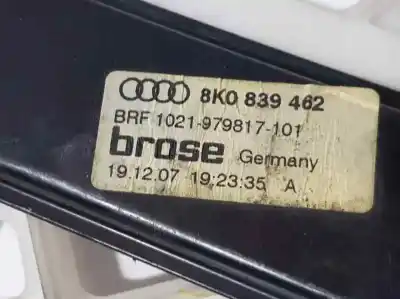 8K0 839 462
BRF 1021-979817-101
brose Germany
19.12.07 19:23:35 A